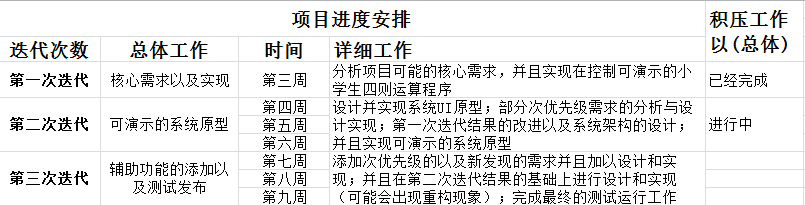 项目进度安排
积压工作
以(总体)
迭代次数 总体工作 时间 详细工作
第一次迭代 核心需求以及实现 第三周 分析项目可能的核心需求，并且实现在控制可演示的小
学生四则运算程序 已经完成
第二次迭代 可演示的系统原型 第四周 设计并实现系统UI原型；部分次优先级需求的分析与设
第五周 计实现；第一次迭代结果的改进以及系统架构的设计； 进行中
第六周 并且实现可演示的系统原型
第三次迭代 辅助功能的添加以
及测试发布 第七周 添加次优先级的以及新发现的需求并且加以设计和实
第八周 现；并且在第二次迭代结果的基础上进行设计和实现
第九周 （可能会出现重构现象）；完成最终的测试运行工作